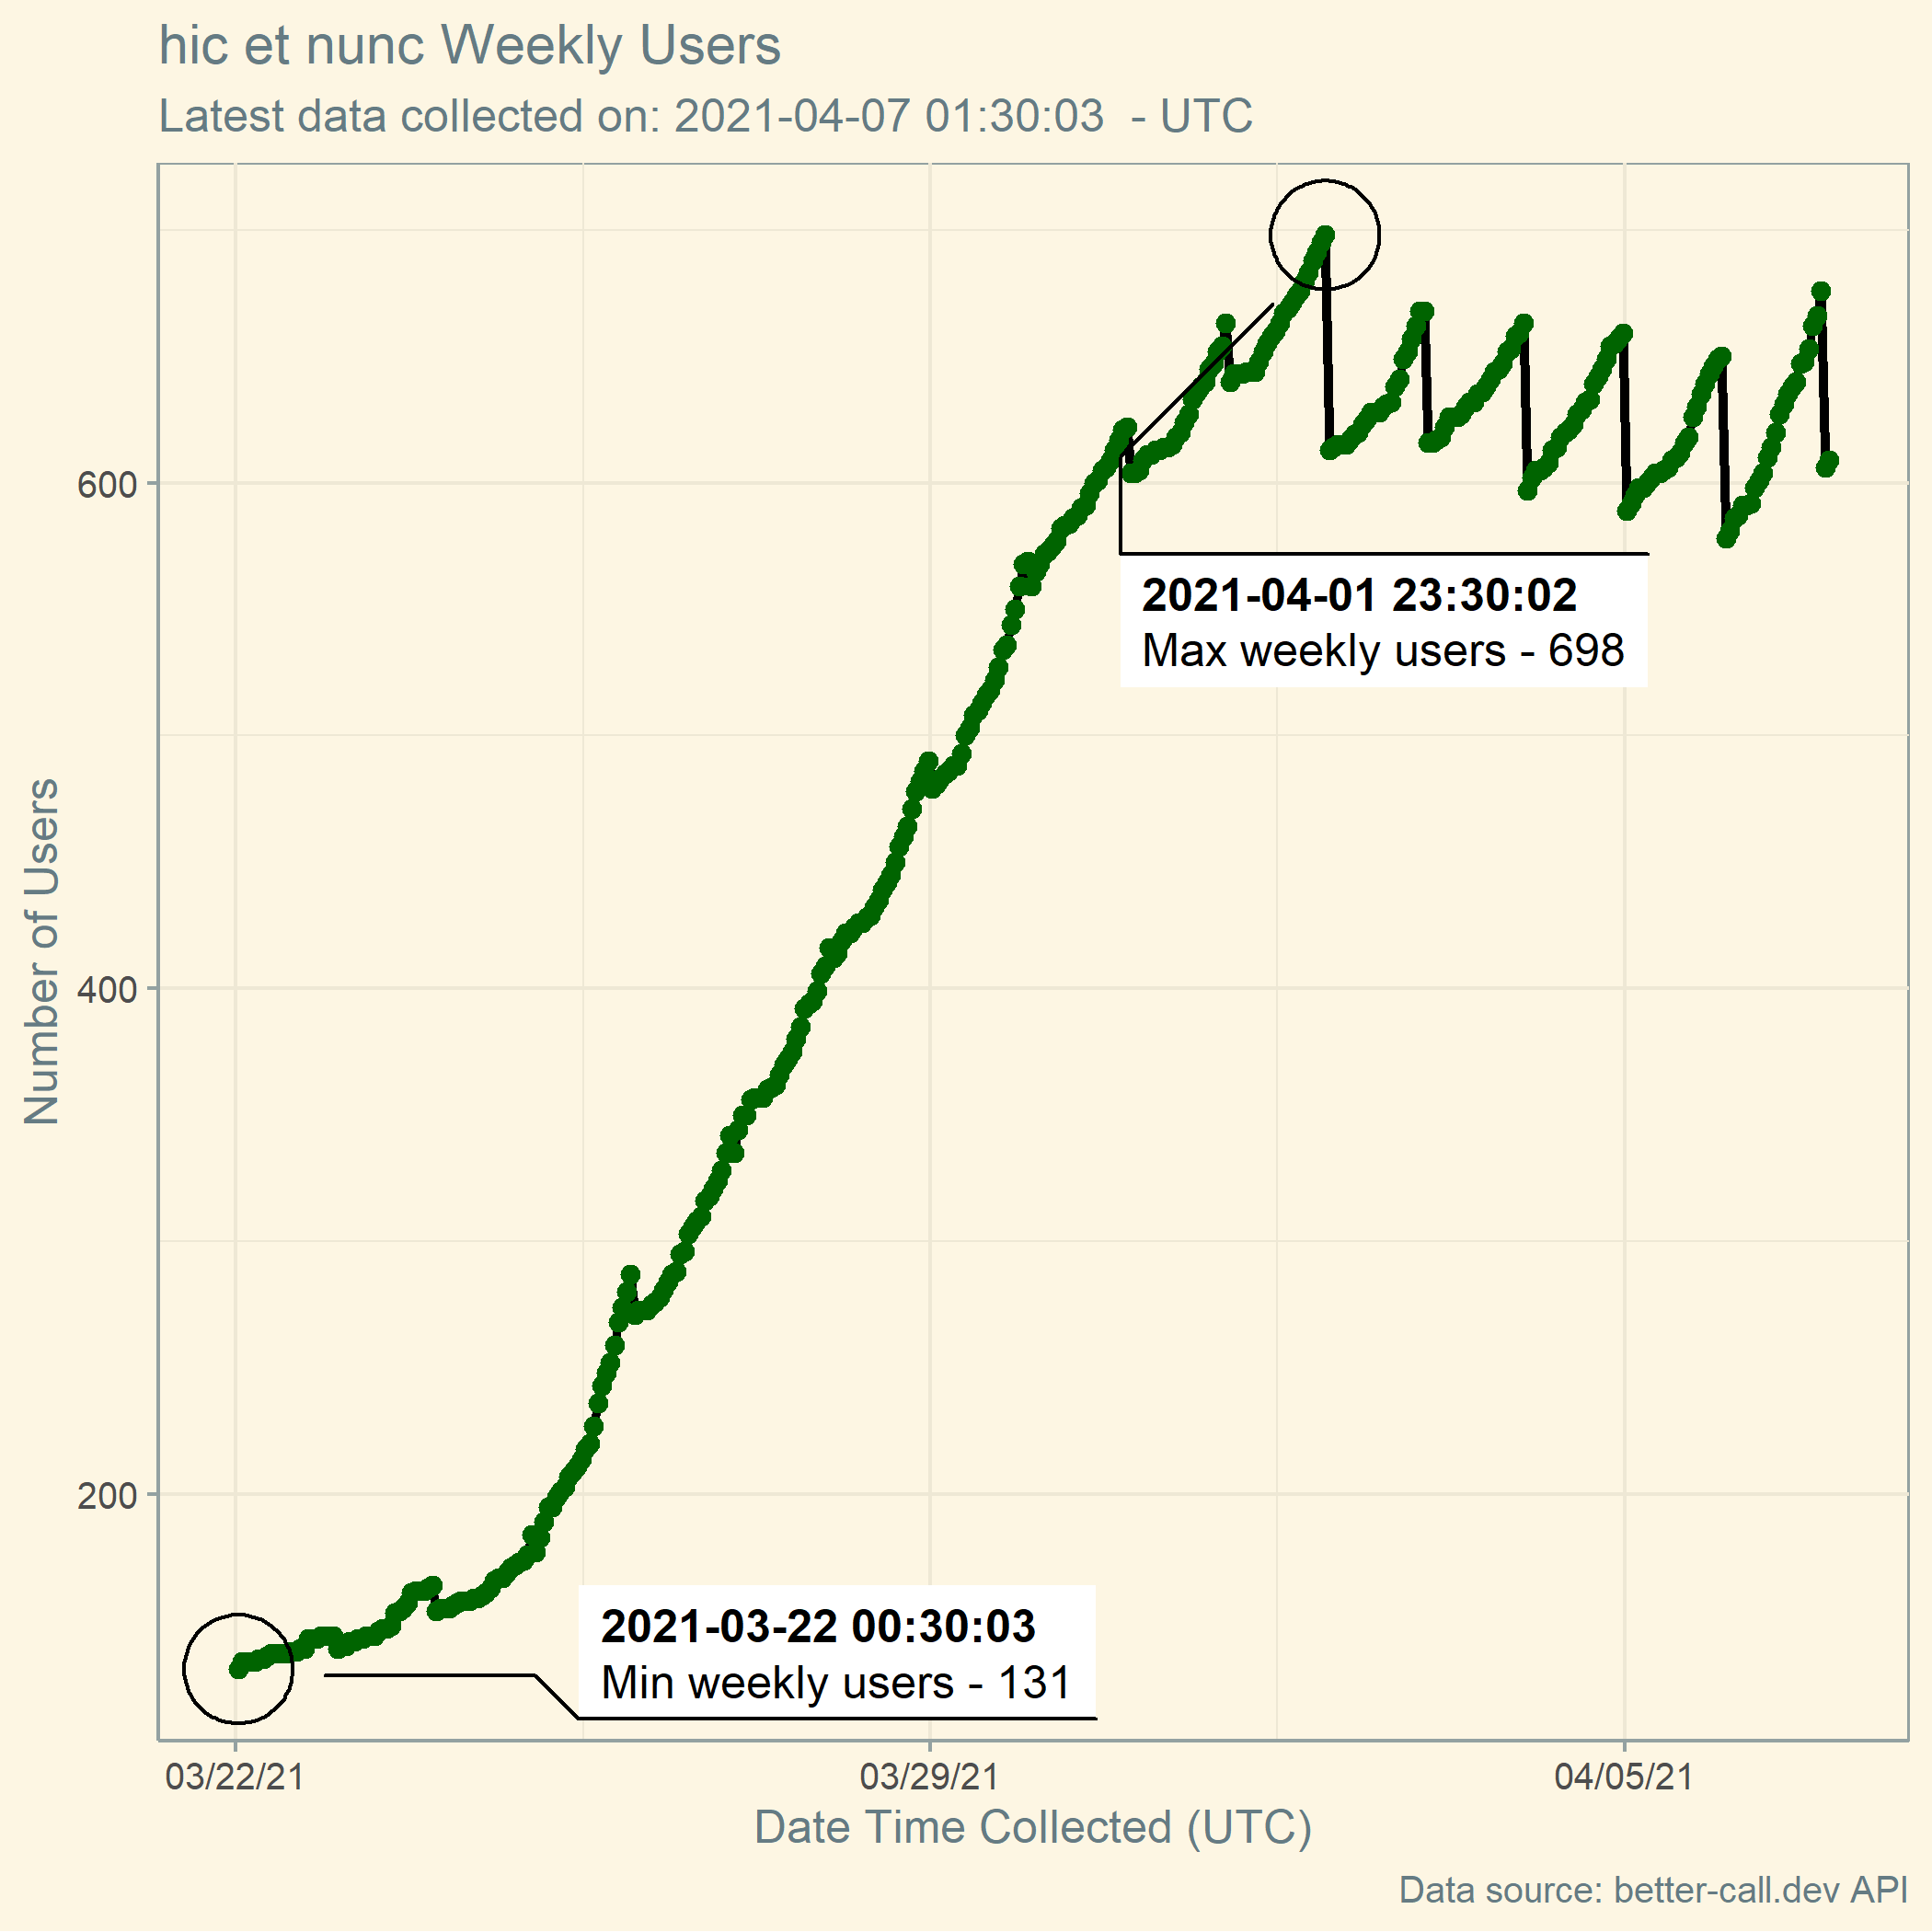 hic et nunc Weekly Users
Latest data collected on: 2021-04-07 01:30:03  - UTC
Number of Users
600
400
200
2021-04-01 23:30:02
Max weekly users - 698
2021-03-22 00:30:03
Min weekly users - 131
03/22/21
03/29/21
04/05/21
Date Time Collected (UTC)
Data source: better-call.dev API